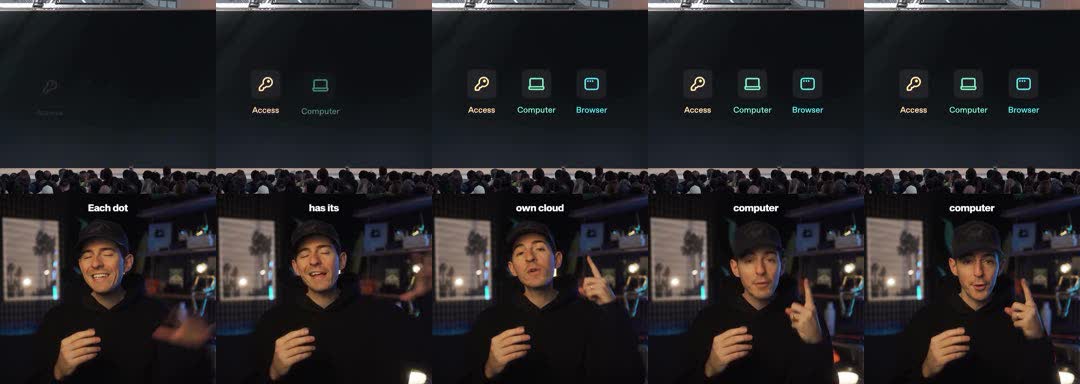 Access
Access Computer
Access Computer Browser
Access Computer Browser
Access Computer Browser
Each dot
has its
own cloud
computer
computer